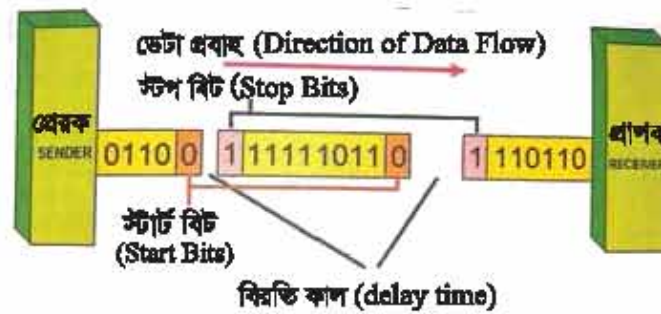 ডেটা প্রবাহ (Direction of Data Flow)
স্টপ বিট (Stop Bits)
প্রেরক
SENDER
0110 0
1 11111011 0
1 110110
প্রাপক
RECEIVER
স্টার্ট বিট
(Start Bits)
বিরতি কাল (delay time)